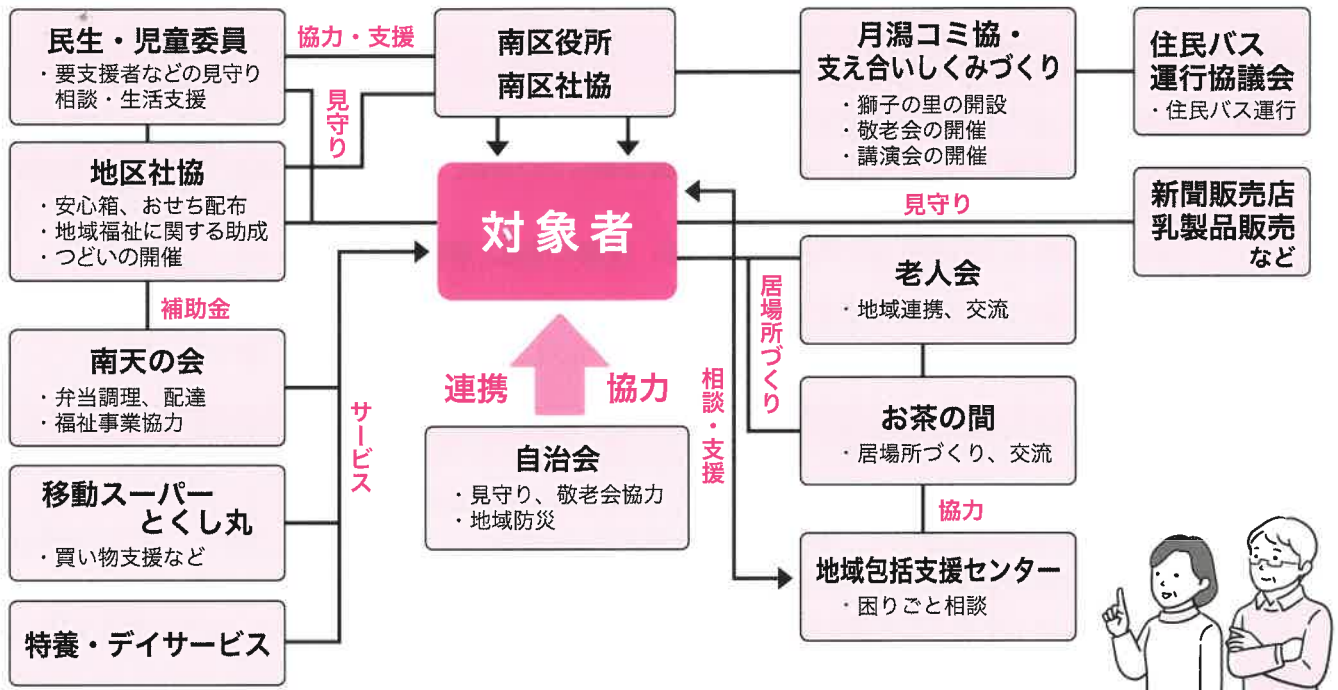 民生・児童委員
・要支援者などの見守り
相談・生活支援
協力・支援
見守り
南区役所
南区社協
月潟コミ協・
支え合いしくみづくり
・獅子の里の開設
・敬老会の開催
・講演会の開催
住民バス
運行協議会
・住民バス運行
地区社協
・安心箱、おせち配布
・地域福祉に関する助成
・つどいの開催
対象者
見守り
新聞販売店
乳製品販売
など
補助金
南天の会
・弁当調理、配達
・福祉事業協力
サービス
連携
協力
相談・支援
居場所づくり
老人会
・地域連携、交流
お茶の間
・居場所づくり、交流
自治会
・見守り、敬老会協力
・地域防災
移動スーパー
とくし丸
・買い物支援など
協力
地域包括支援センター
・困りごと相談
特養・デイサービス